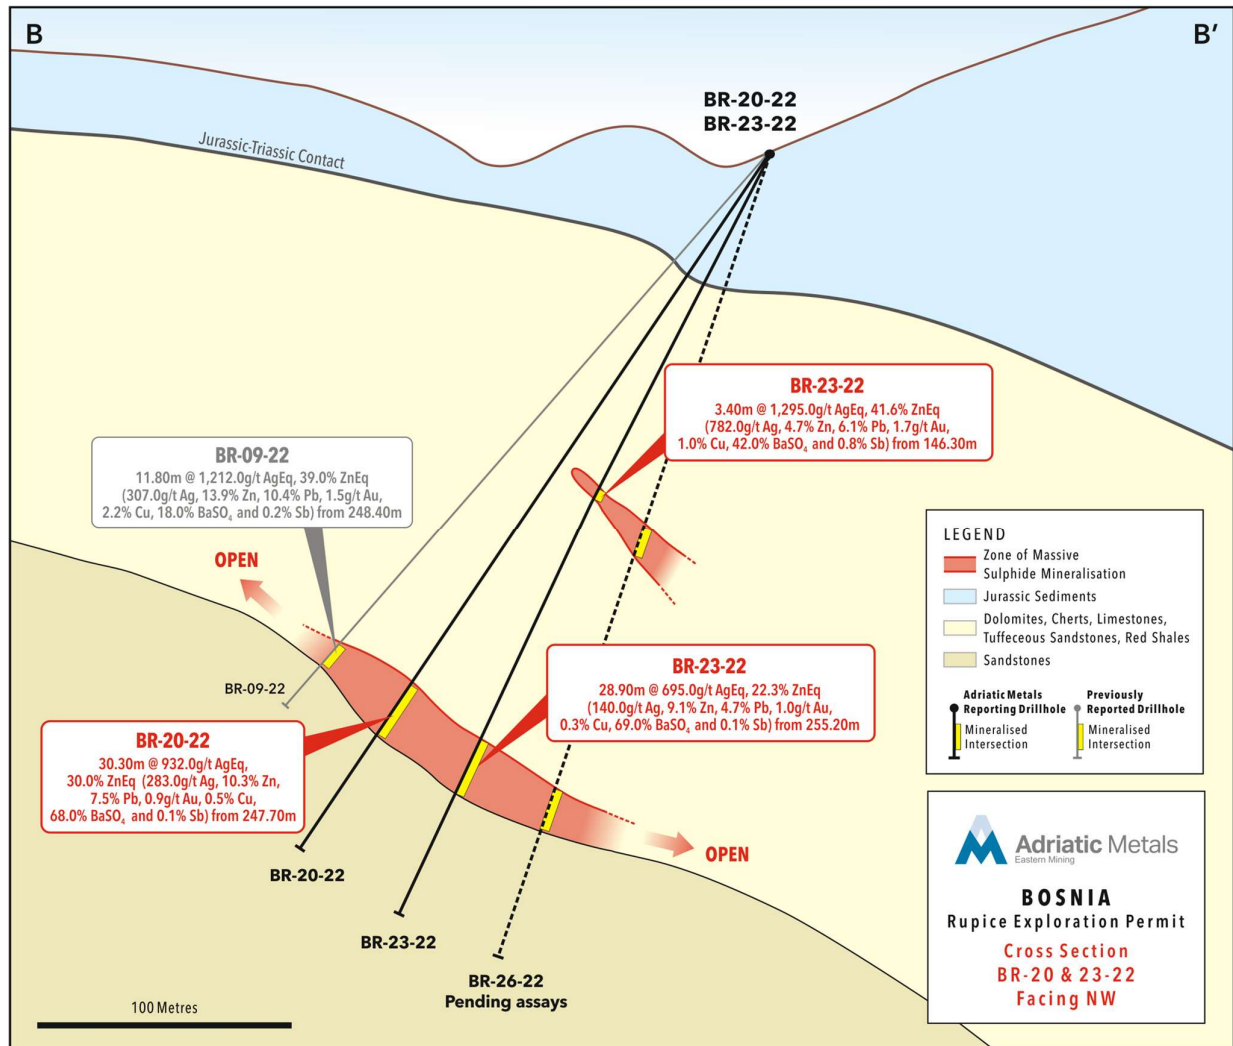 B
B′
BR-20-22
BR-23-22
Jurassic-Triassic Contact
BR-23-22
3.40m @ 1,295.0g/t AgEq, 41.6% ZnEq
(782.0g/t Ag, 4.7% Zn, 6.1% Pb, 1.7g/t Au,
1.0% Cu, 42.0% BaSO₄ and 0.8% Sb) from 146.30m
BR-09-22
11.80m @ 1,212.0g/t AgEq, 39.0% ZnEq
(307.0g/t Ag, 13.9% Zn, 10.4% Pb, 1.5g/t Au,
2.2% Cu, 18.0% BaSO₄ and 0.2% Sb) from 248.40m
OPEN
BR-09-22
BR-23-22
28.90m @ 695.0g/t AgEq, 22.3% ZnEq
(140.0g/t Ag, 9.1% Zn, 4.7% Pb, 1.0g/t Au,
0.3% Cu, 69.0% BaSO₄ and 0.1% Sb) from 255.20m
BR-20-22
30.30m @ 932.0g/t AgEq,
30.0% ZnEq (283.0g/t Ag, 10.3% Zn,
7.5% Pb, 0.9g/t Au, 0.5% Cu,
68.0% BaSO₄ and 0.1% Sb) from 247.70m
OPEN
BR-20-22
BR-23-22
BR-26-22
Pending assays
100 Metres
LEGEND
Zone of Massive
Sulphide Mineralisation
Jurassic Sediments
Dolomites, Cherts, Limestones,
Tuffeceous Sandstones, Red Shales
Sandstones
Adriatic Metals
Reporting Drillhole
Mineralised
Intersection
Previously
Reported Drillhole
Mineralised
Intersection
Adriatic Metals
Eastern Mining
BOSNIA
Rupice Exploration Permit
Cross Section
BR-20 & 23-22
Facing NW